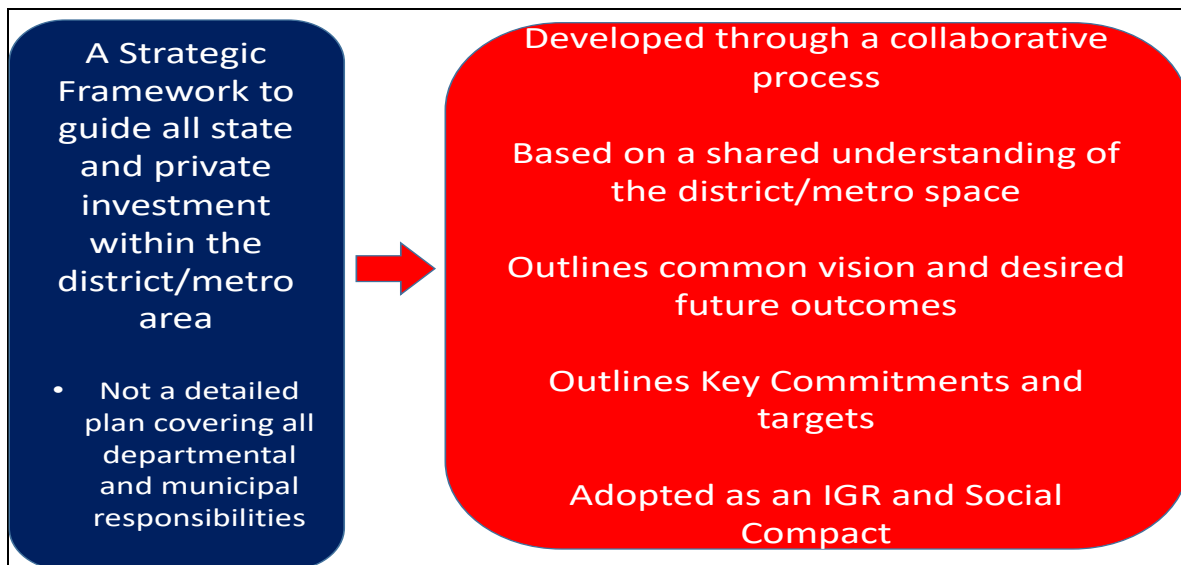 A Strategic
Framework to
guide all state
and private
investment
within the
district/metro
area
• Not a detailed
plan covering all
departmental
and municipal
responsibilities
Developed through a collaborative
process
Based on a shared understanding of
the district/metro space
Outlines common vision and desired
future outcomes
Outlines Key Commitments and
targets
Adopted as an IGR and Social
Compact